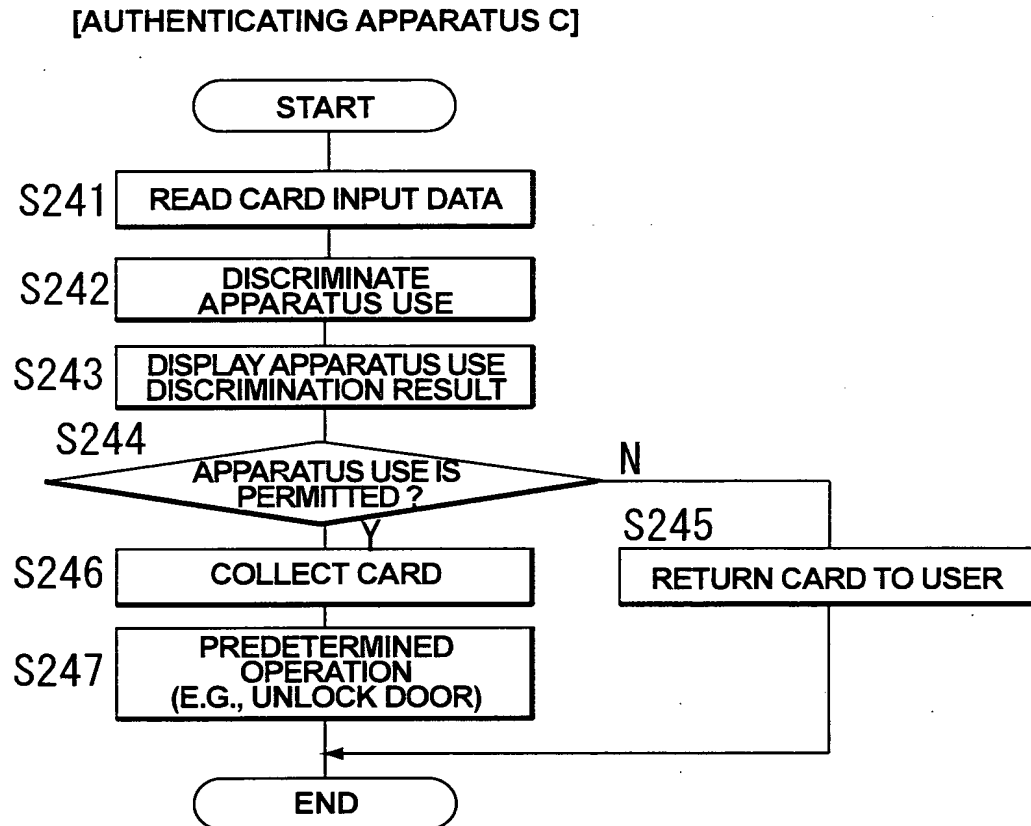 [AUTHENTICATING APPARATUS C]
START
S241
READ CARD INPUT DATA
S242
DISCRIMINATE
APPARATUS USE
S243
DISPLAY APPARATUS USE
DISCRIMINATION RESULT
S244
APPARATUS USE IS
PERMITTED ?
N
Y
S245
RETURN CARD TO USER
S246
COLLECT CARD
S247
PREDETERMINED
OPERATION
(E.G., UNLOCK DOOR)
END